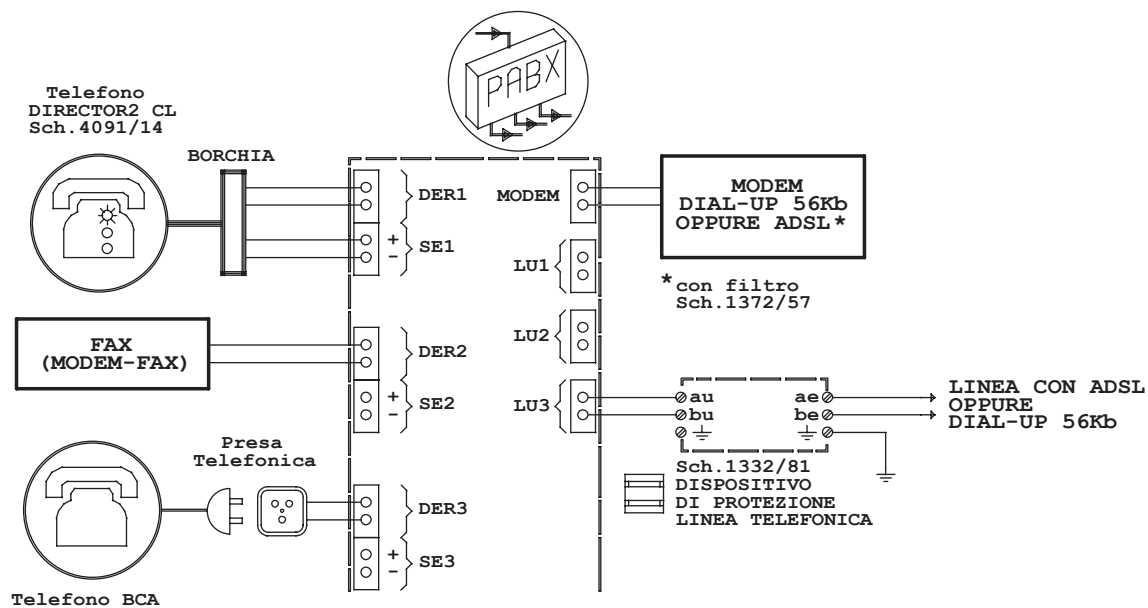 PABX
Telefono
DIRECTOR2 CL
Sch.4091/14
BORCHIA
DER1
+
-
SE1
MODEM
MODEM
DIAL-UP 56Kb
OPPURE ADSL*
*con filtro
Sch.1372/57
LU1
LU2
LU3
FAX
(MODEM-FAX)
DER2
+
-
SE2
au
bu
ae
be
LINEA CON ADSL
OPPURE
DIAL-UP 56Kb
Sch.1332/81
DISPOSITIVO
DI PROTEZIONE
LINEA TELEFONICA
Presa
Telefonica
DER3
+
-
SE3
Telefono BCA